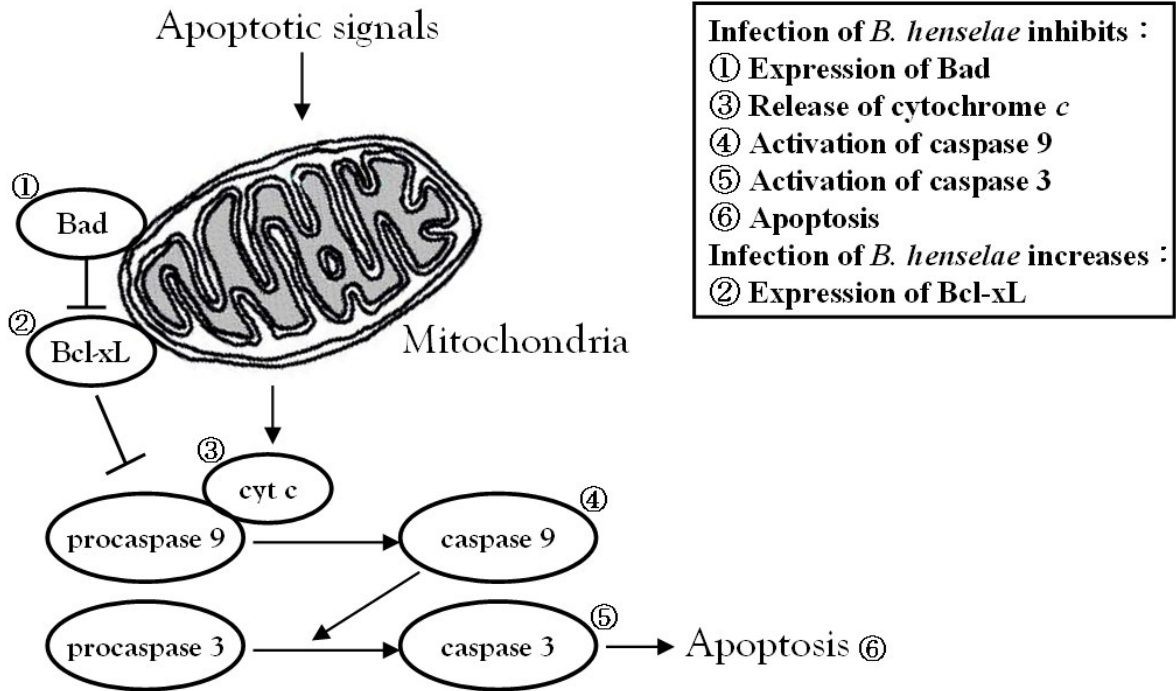 Apoptotic signals
①
Bad
②
Bcl-xL
Mitochondria
③
cyt c
procaspase 9
caspase 9
④
procaspase 3
caspase 3
⑤
Apoptosis ⑥
Infection of B. henselae inhibits：
① Expression of Bad
③ Release of cytochrome c
④ Activation of caspase 9
⑤ Activation of caspase 3
⑥ Apoptosis
Infection of B. henselae increases：
② Expression of Bcl-xL